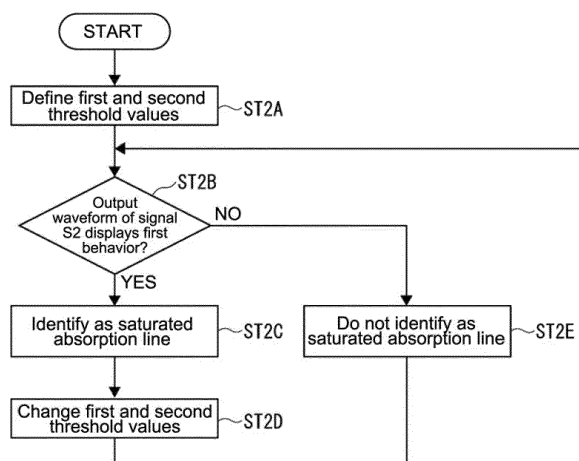 START
Define first and second
threshold values
ST2A
ST2B
Output
waveform of signal
S2 displays first
behavior?
NO
YES
Identify as saturated
absorption line
ST2C
Do not identify as
saturated absorption line
ST2E
Change first and second
threshold values
ST2D